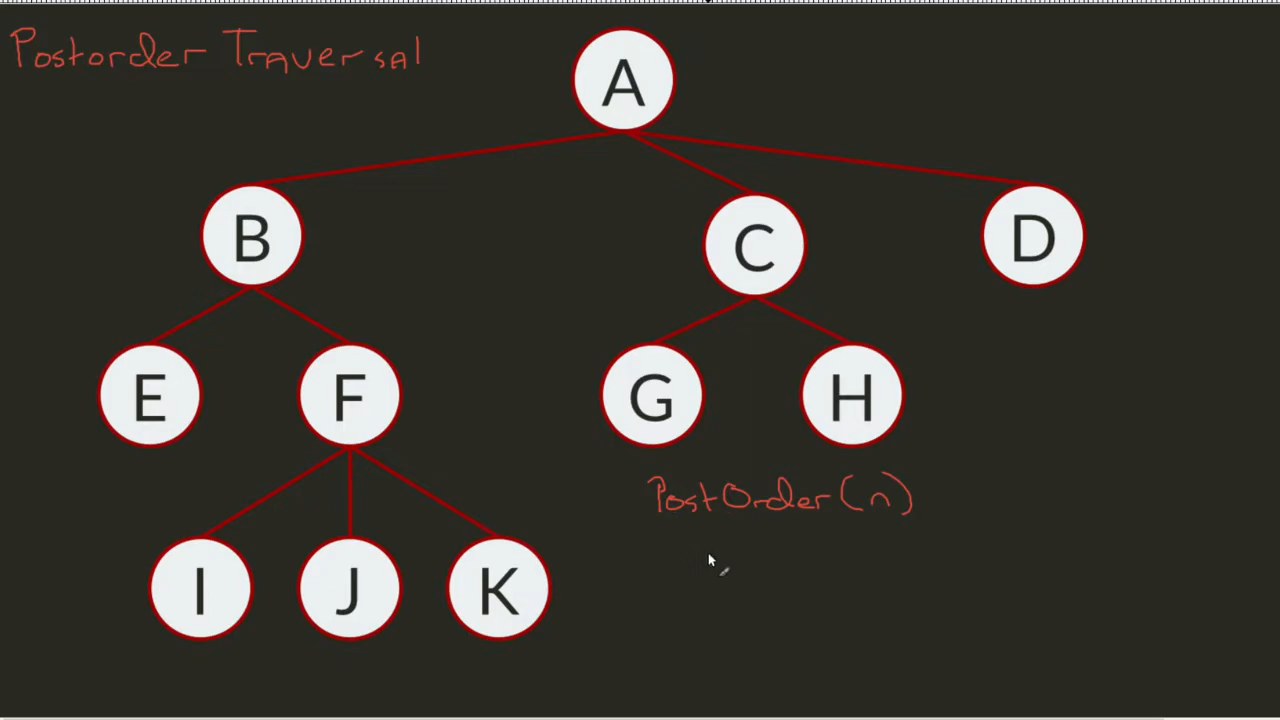 Postorder Traversal
A
B
C
D
E
F
G
H
PostOrder(n)
I
J
K